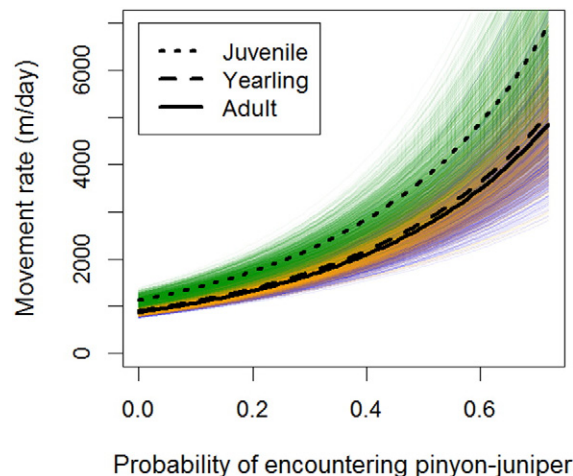 Movement rate (m/day)
6000
4000
2000
0
Juvenile
Yearling
Adult
0.0 0.2 0.4 0.6
Probability of encountering pinyon-juniper